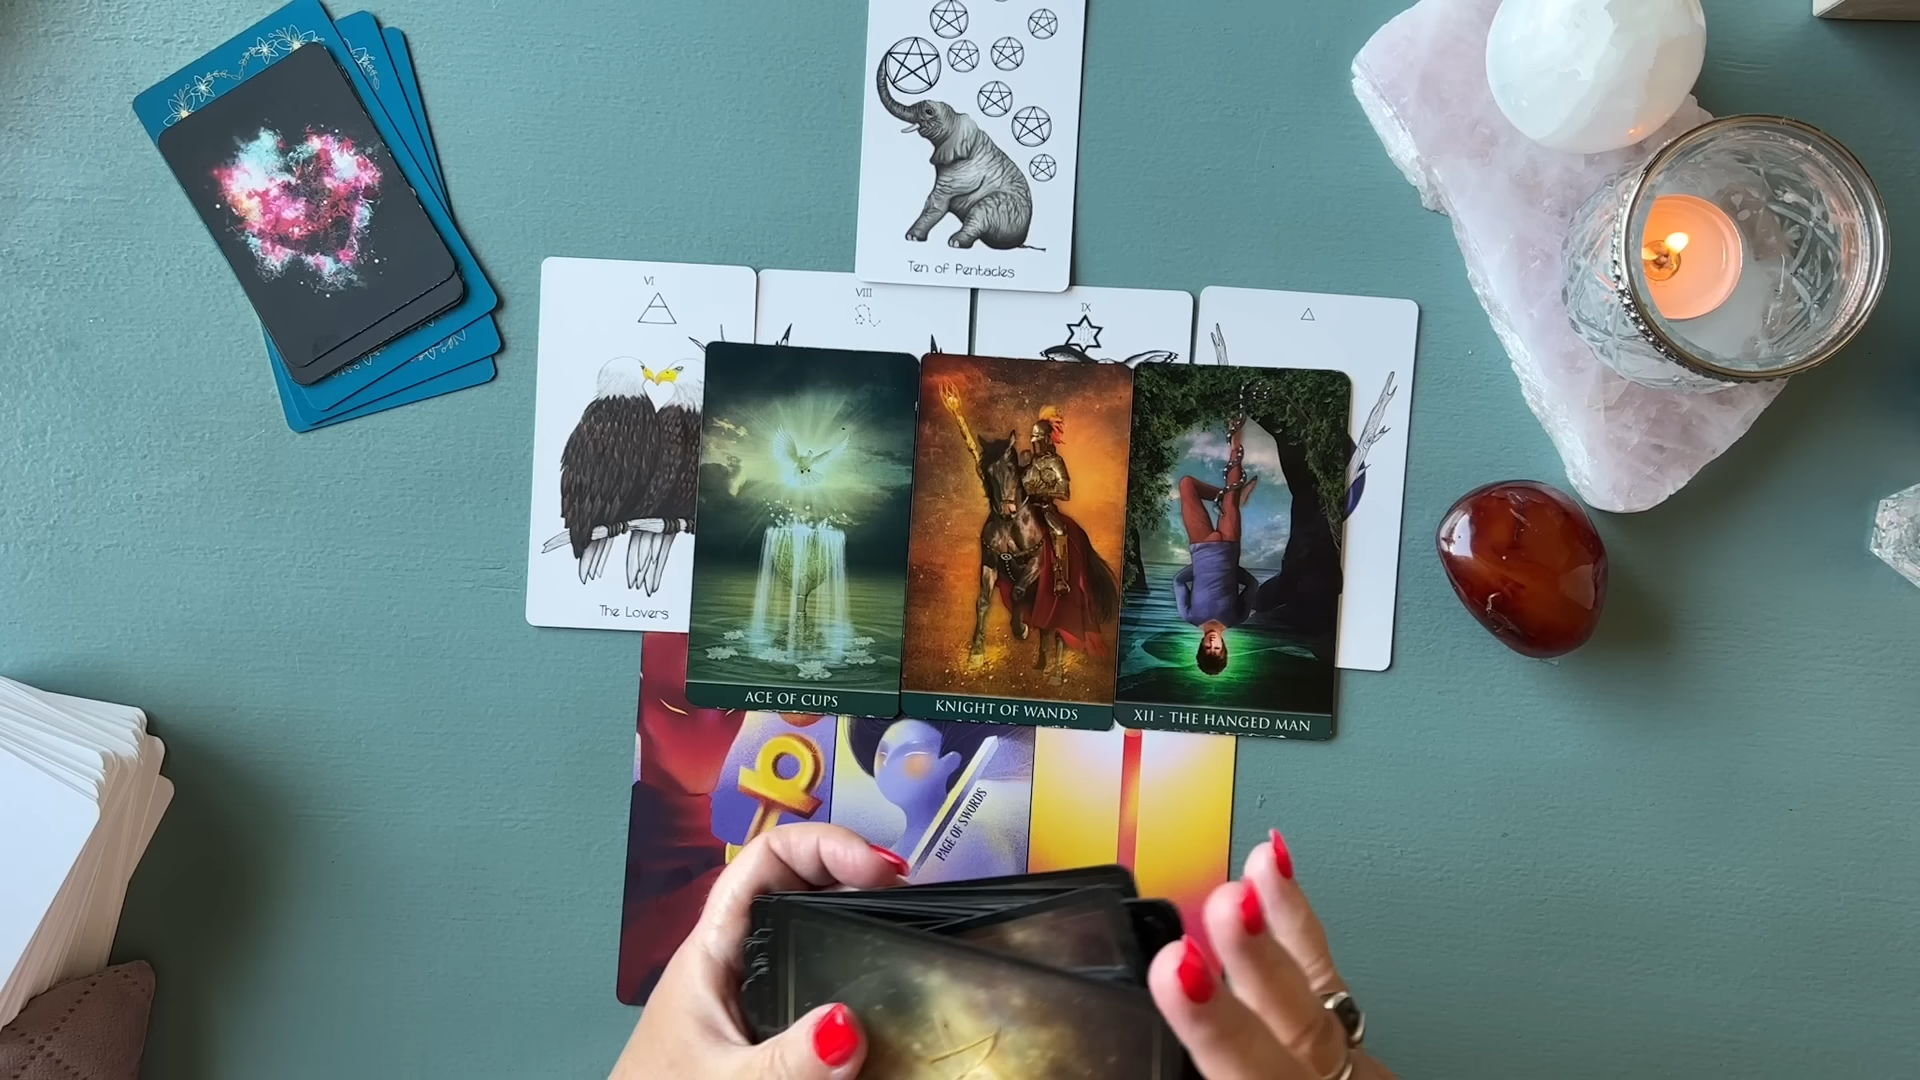 Ten of Pentacles
VI
VIII
IX
The Lovers
ACE OF CUPS
KNIGHT OF WANDS
XII - THE HANGED MAN
PAGE OF SWORDS